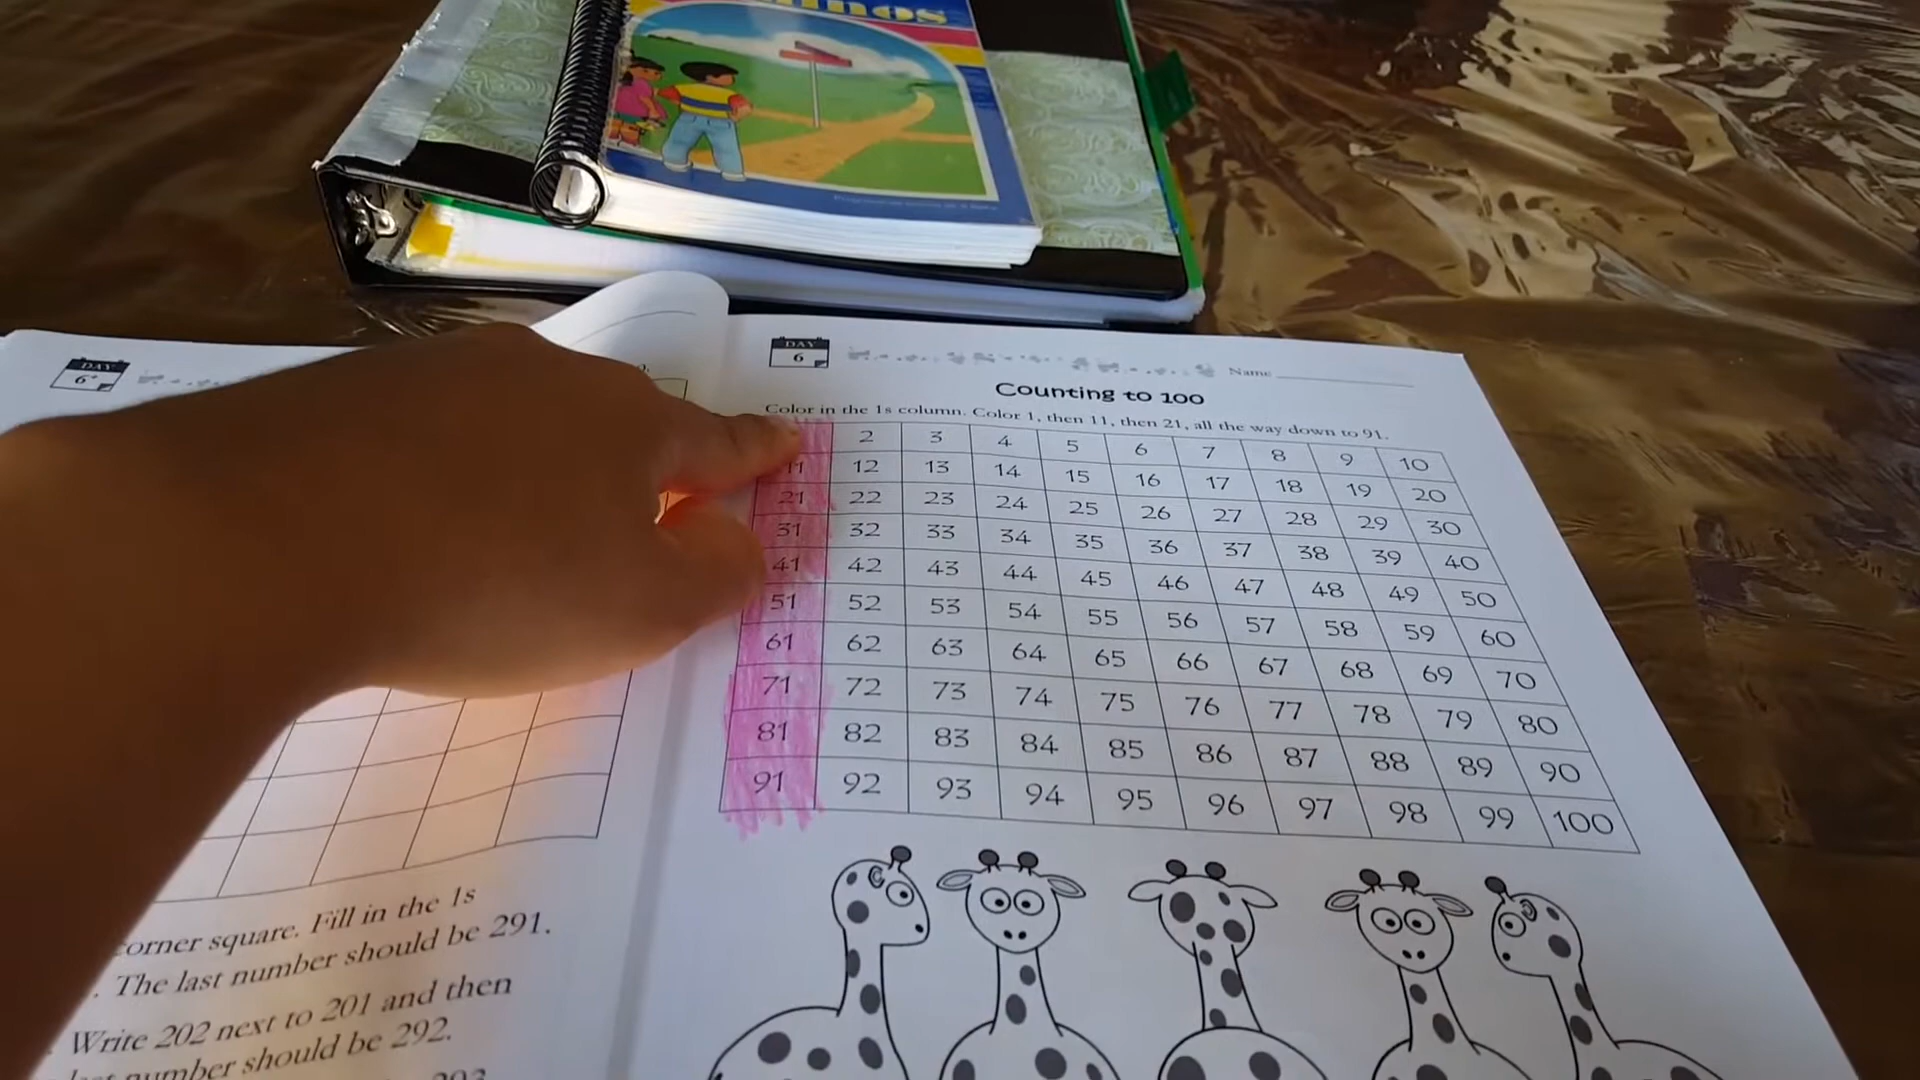 DAY
6
DAY
6
Name
Counting to 100
Color in the 1s column. Color 1, then 11, then 21, all the way down to 91.
2 3 4 5 6 7 8 9 10
11 12 13 14 15 16 17 18 19 20
21 22 23 24 25 26 27 28 29 30
31 32 33 34 35 36 37 38 39 40
41 42 43 44 45 46 47 48 49 50
51 52 53 54 55 56 57 58 59 60
61 62 63 64 65 66 67 68 69 70
71 72 73 74 75 76 77 78 79 80
81 82 83 84 85 86 87 88 89 90
91 92 93 94 95 96 97 98 99 100
corner square. Fill in the 1s
. The last number should be 291.
Write 202 next to 201 and then
number should be 292.